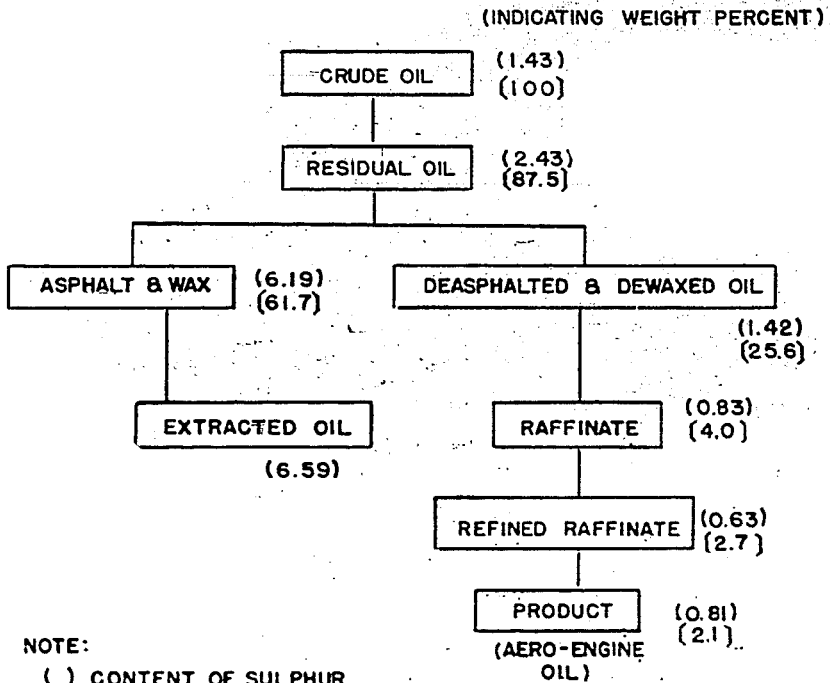 (INDICATING WEIGHT PERCENT)
CRUDE OIL
(1.43)
[100]
RESIDUAL OIL
(2.43)
[87.5]
ASPHALT & WAX
(6.19)
[61.7]
DEASPHALTED & DEWAXED OIL
(1.42)
[25.6]
EXTRACTED OIL
(6.59)
RAFFINATE
(0.83)
[4.0]
REFINED RAFFINATE
(0.63)
[2.7]
PRODUCT
(0.81)
[2.1]
(AERO-ENGINE
OIL)
NOTE:
( ) CONTENT OF SULPHUR